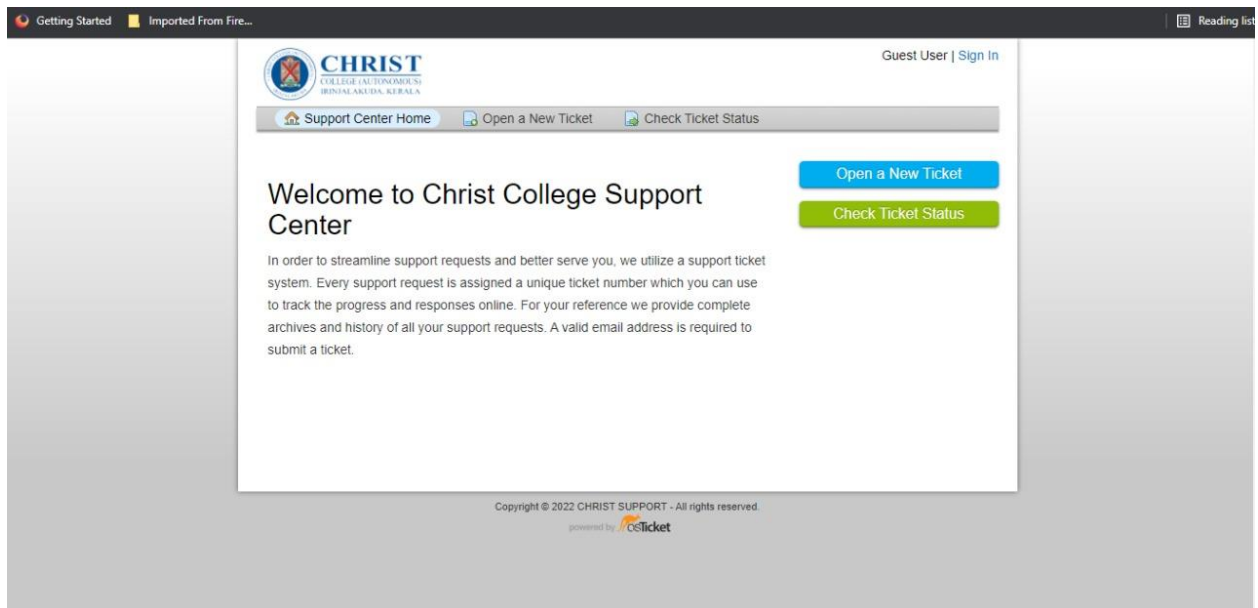 Getting Started Imported From Fire... Reading list
CHRIST
COLLEGE (AUTONOMOUS)
IRINJALAKUDA, KERALA
Guest User | Sign In
Support Center Home Open a New Ticket Check Ticket Status
Open a New Ticket
Check Ticket Status
Welcome to Christ College Support
Center
In order to streamline support requests and better serve you, we utilize a support ticket
system. Every support request is assigned a unique ticket number which you can use
to track the progress and responses online. For your reference we provide complete
archives and history of all your support requests. A valid email address is required to
submit a ticket.
Copyright © 2022 CHRIST SUPPORT - All rights reserved.
powered by osTicket